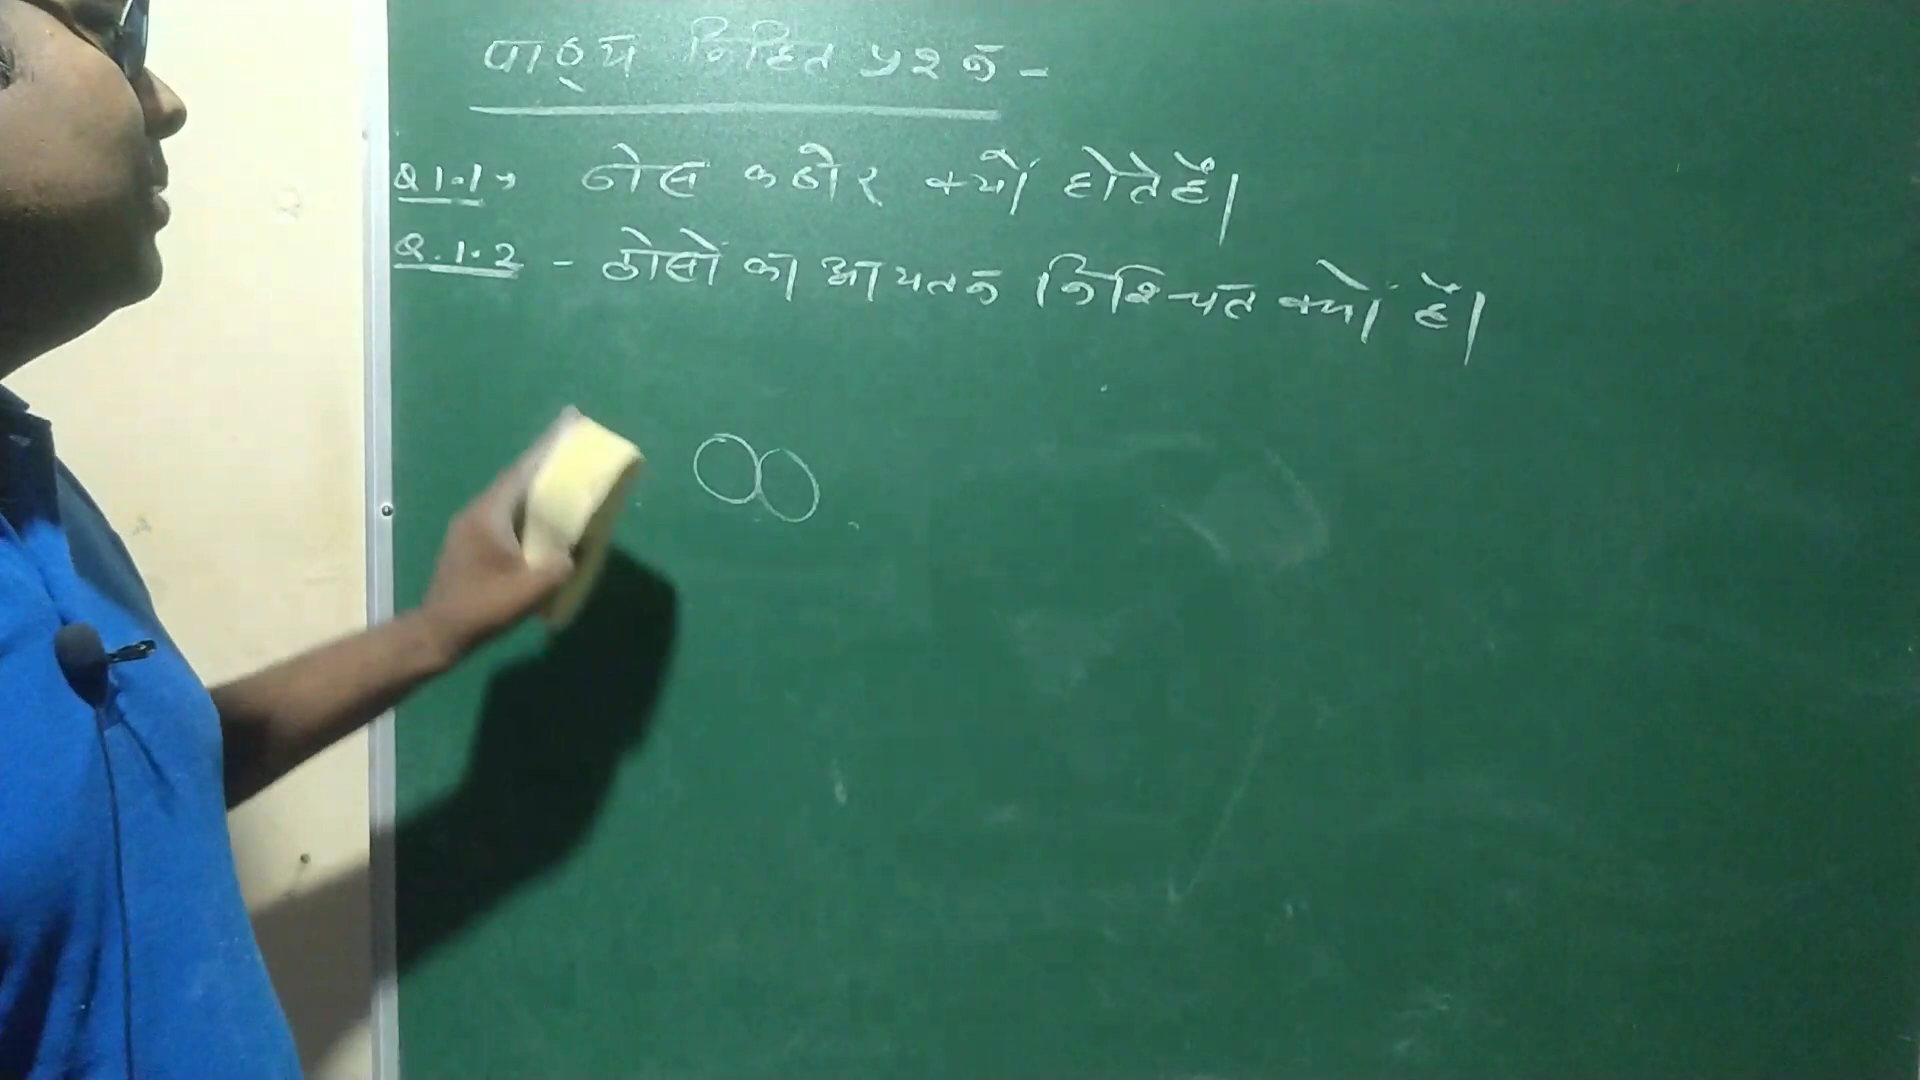 पाठ्य निहित प्रश्न -
Q 1.1→ ठोस कठोर क्यों होते हैं।
Q. 1.2 - ठोसों का आयतन निश्चित क्यों हैं।